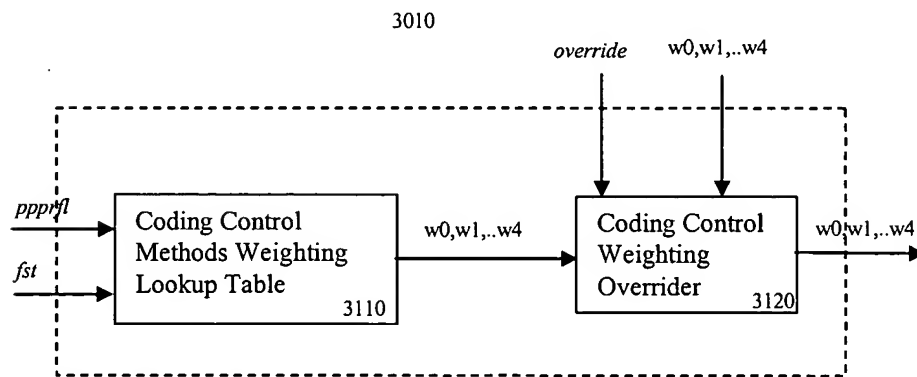 3010
override
w0,w1,..w4
ppprfl
fst
Coding Control
Methods Weighting
Lookup Table
3110
w0,w1,..w4
Coding Control
Weighting
Overrider
3120
w0,w1,..w4